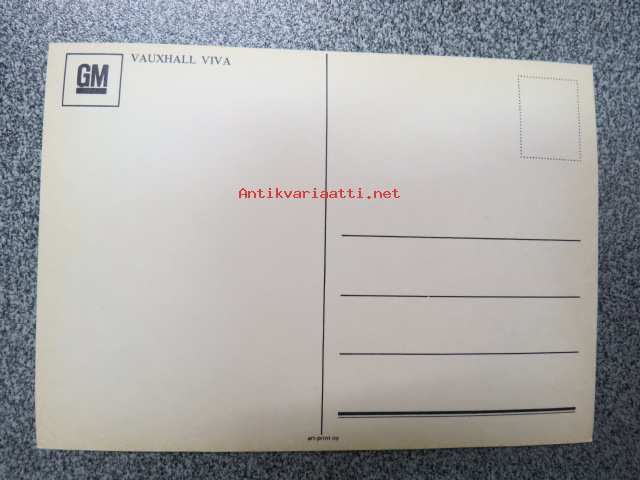 GM
VAUXHALL VIVA
Antikvariaatti.net
art-print oy